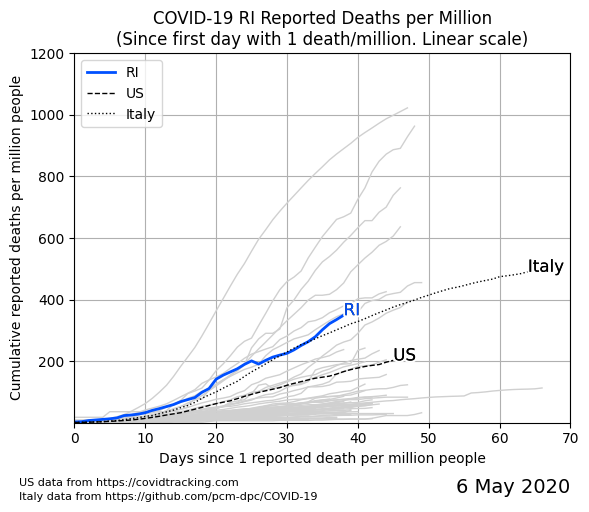 COVID-19 RI Reported Deaths per Million
(Since first day with 1 death/million. Linear scale)
Cumulative reported deaths per million people
1200
1000
800
600
400
200
RI
US
Italy
Italy
RI
US
0 10 20 30 40 50 60 70
Days since 1 reported death per million people
US data from https://covidtracking.com
Italy data from https://github.com/pcm-dpc/COVID-19
6 May 2020